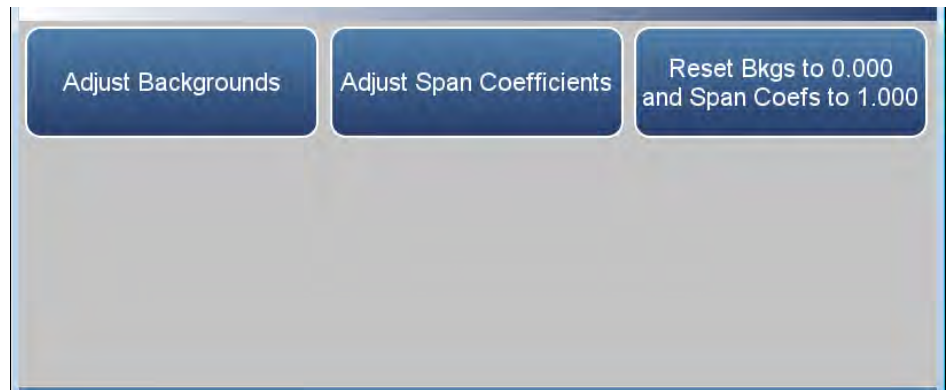 Adjust Backgrounds
Adjust Span Coefficients
Reset Bkgs to 0.000
and Span Coefs to 1.000